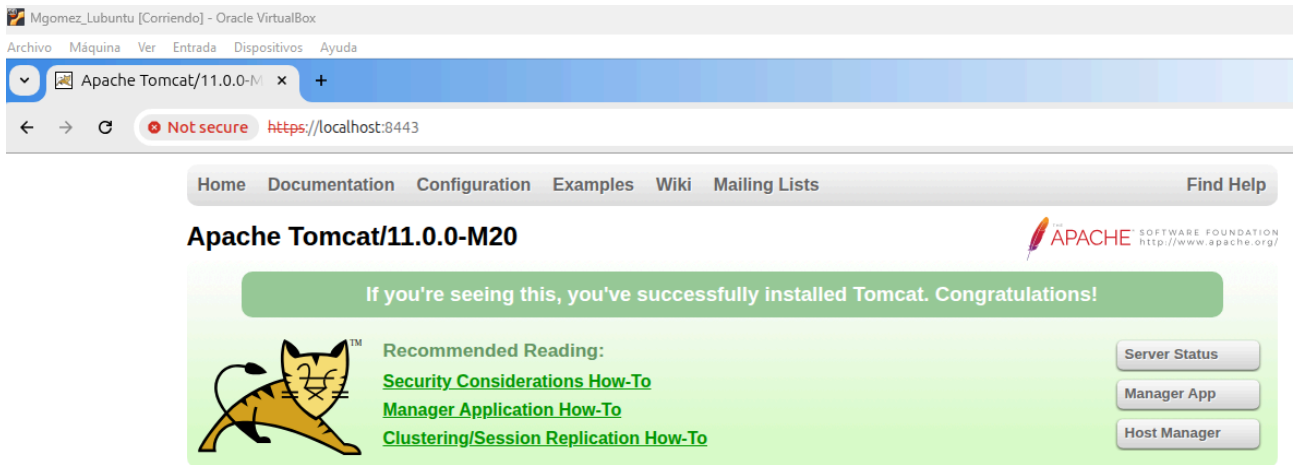 Mgomez_Lubuntu [Corriendo] - Oracle VirtualBox
Archivo Máquina Ver Entrada Dispositivos Ayuda
Apache Tomcat/11.0.0-M
Not secure https://localhost:8443
Home Documentation Configuration Examples Wiki Mailing Lists Find Help
Apache Tomcat/11.0.0-M20
THE
APACHE SOFTWARE FOUNDATION
http://www.apache.org/
If you're seeing this, you've successfully installed Tomcat. Congratulations!
TM
Recommended Reading:
Security Considerations How-To
Manager Application How-To
Clustering/Session Replication How-To
Server Status
Manager App
Host Manager